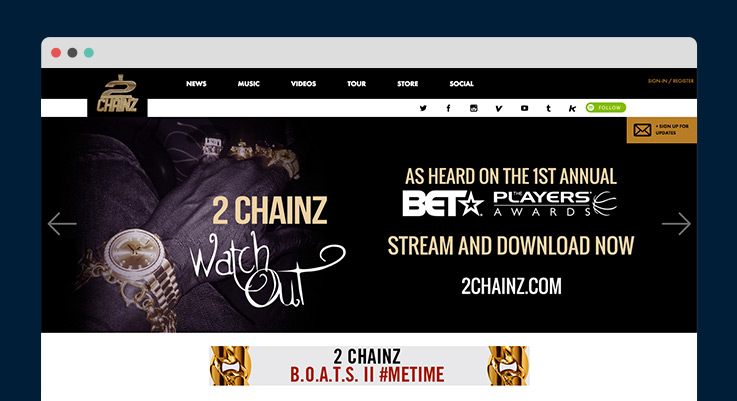 2
CHAINZ
NEWS MUSIC VIDEOS TOUR STORE SOCIAL
SIGN-IN / REGISTER
FOLLOW
+ SIGN UP FOR
UPDATES
2 CHAINZ
Watch
Out
AS HEARD ON THE 1ST ANNUAL
BET THE PLAYERS'
AWARDS
STREAM AND DOWNLOAD NOW
2CHAINZ.COM
2 CHAINZ
B.O.A.T.S. II #METIME